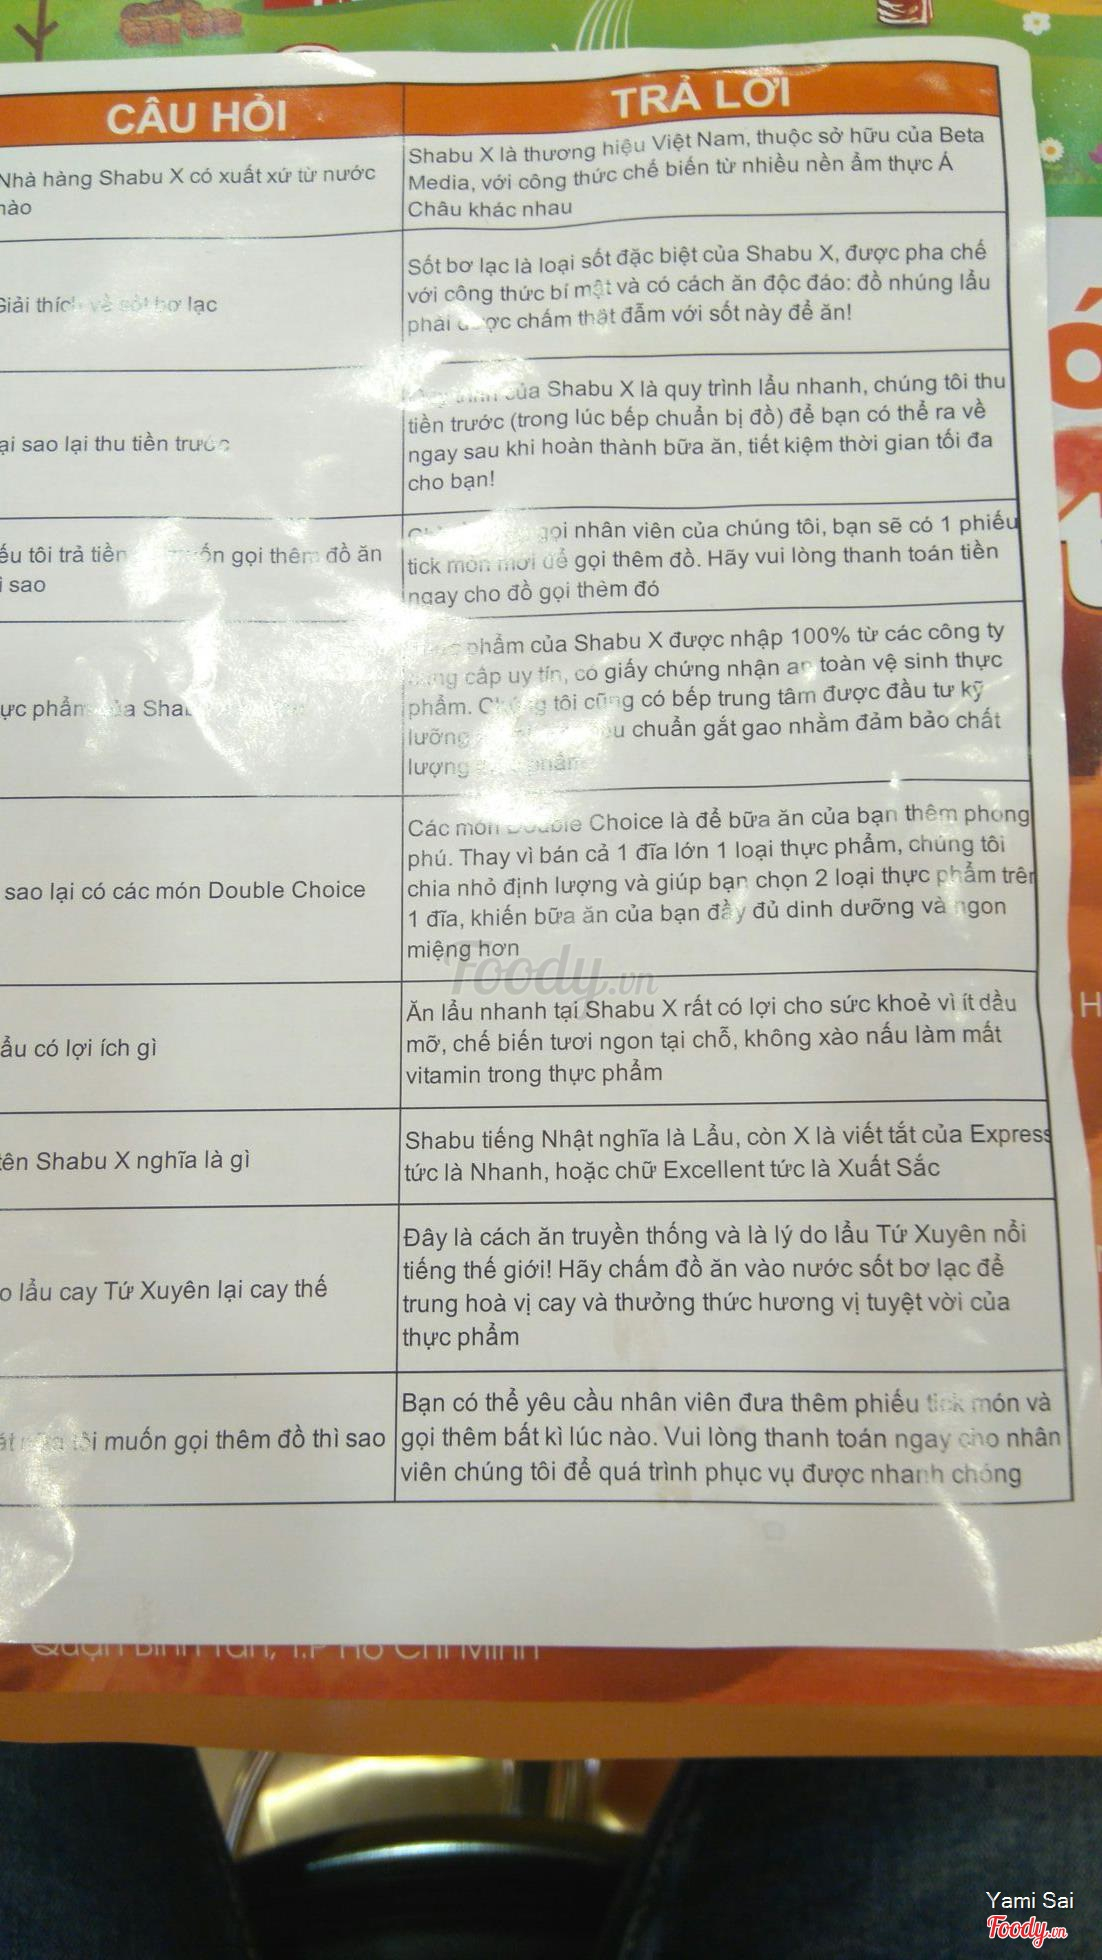 CÂU HỎI
TRẢ LỜI
Nhà hàng Shabu X có xuất xứ từ nước
nào
Shabu X là thương hiệu Việt Nam, thuộc sở hữu của Beta
Media, với công thức chế biến từ nhiều nền ẩm thực Á
Châu khác nhau
Giải thích về sốt bơ lạc
Sốt bơ lạc là loại sốt đặc biệt của Shabu X, được pha chế
với công thức bí mật và có cách ăn độc đáo: đồ nhúng lẩu
phải được chấm thật đẫm với sốt này để ăn!
ại sao lại thu tiền trước
của Shabu X là quy trình lẩu nhanh, chúng tôi thu
tiền trước (trong lúc bếp chuẩn bị đồ) để bạn có thể ra về
ngay sau khi hoàn thành bữa ăn, tiết kiệm thời gian tối đa
cho bạn!
ếu tôi trả tiền gọi thêm đồ ăn
ì sao
gọi nhân viên của chúng tôi, bạn sẽ có 1 phiếu
tick món mới để gọi thêm đồ. Hãy vui lòng thanh toán tiền
ngay cho đồ gọi thêm đó
ực phẩm của
phẩm của Shabu X được nhập 100% từ các công ty
cấp uy tín, có giấy chứng nhận an toàn vệ sinh thực
phẩm. Chúng tôi cũng có bếp trung tâm được đầu tư kỹ
lưỡng chuẩn gắt gao nhằm đảm bảo chất
lượng
sao lại có các món Double Choice
Các món Double Choice là để bữa ăn của bạn thêm phong
phú. Thay vì bán cả 1 đĩa lớn 1 loại thực phẩm, chúng tôi
chia nhỏ định lượng và giúp bạn chọn 2 loại thực phẩm trên
1 đĩa, khiến bữa ăn của bạn đầy đủ dinh dưỡng và ngon
miệng hơn
Foody.vn
ẩu có lợi ích gì
Ăn lẩu nhanh tại Shabu X rất có lợi cho sức khoẻ vì ít dầu
mỡ, chế biến tươi ngon tại chỗ, không xào nấu làm mất
vitamin trong thực phẩm
tên Shabu X nghĩa là gì
Shabu tiếng Nhật nghĩa là Lẩu, còn X là viết tắt của Express
tức là Nhanh, hoặc chữ Excellent tức là Xuất Sắc
o lẩu cay Tứ Xuyên lại cay thế
Đây là cách ăn truyền thống và là lý do lẩu Tứ Xuyên nổi
tiếng thế giới! Hãy chấm đồ ăn vào nước sốt bơ lạc để
trung hoà vị cay và thưởng thức hương vị tuyệt vời của
thực phẩm
tôi muốn gọi thêm đồ thì sao
Bạn có thể yêu cầu nhân viên đưa thêm phiếu tick món và
gọi thêm bất kì lúc nào. Vui lòng thanh toán ngay cho nhân
viên chúng tôi để quá trình phục vụ được nhanh chóng
Quận Bình Tân, T.P Hồ Chí Minh
Yami Sai
Foody.vn